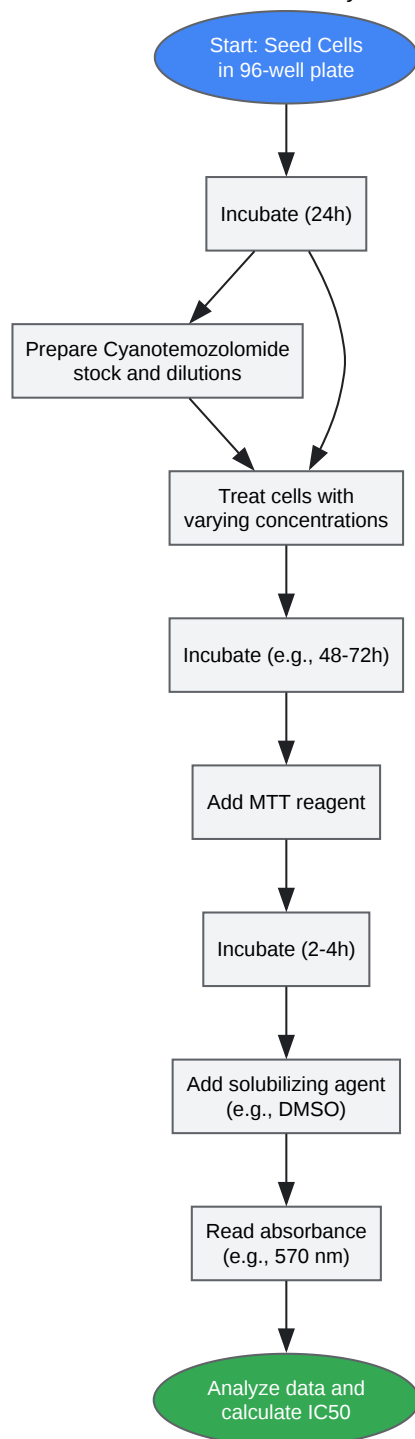 Start: Seed Cells
in 96-well plate
Incubate (24h)
Prepare Cyanotemozolomide
stock and dilutions
Treat cells with
varying concentrations
Incubate (e.g., 48-72h)
Add MTT reagent
Incubate (2-4h)
Add solubilizing agent
(e.g., DMSO)
Read absorbance
(e.g., 570 nm)
Analyze data and
calculate IC50